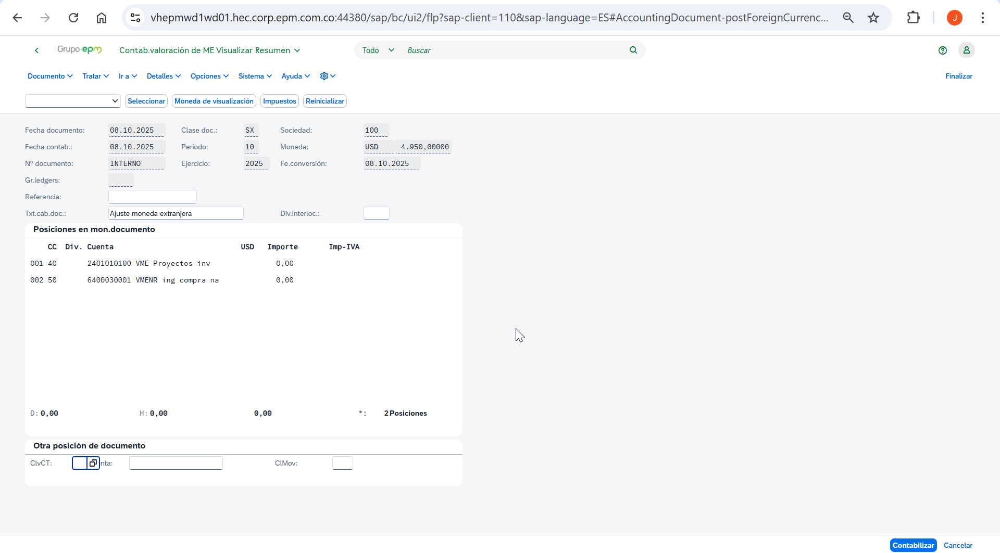 vhepmwd1wd01.hec.corp.epm.com.co:44380/sap/bc/ui2/flp?sap-client=110&sap-language=ES#AccountingDocument-postForeignCurrenc...
J
Grupo·epm
Contab.valoración de ME Visualizar Resumen
Todo
Buscar
Documento Tratar Ir a Detalles Opciones Sistema Ayuda
Finalizar
Seleccionar Moneda de visualización Impuestos Reinicializar
Fecha documento: 08.10.2025 Clase doc.: SX Sociedad: 100
Fecha contab.: 08.10.2025 Período: 10 Moneda: USD 4.950,00000
Nº documento: INTERNO Ejercicio: 2025 Fe.conversión: 08.10.2025
Gr.ledgers:
Referencia:
Txt.cab.doc.: Ajuste moneda extranjera Div.interloc.:
Posiciones en mon.documento
CC Div. Cuenta USD Importe Imp-IVA
001 40 2401010100 VME Proyectos inv 0,00
002 50 6400030001 VMENR ing compra na 0,00
D: 0,00 H: 0,00 0,00 *: 2 Posiciones
Otra posición de documento
ClvCT: nta: ClMov:
Contabilizar Cancelar